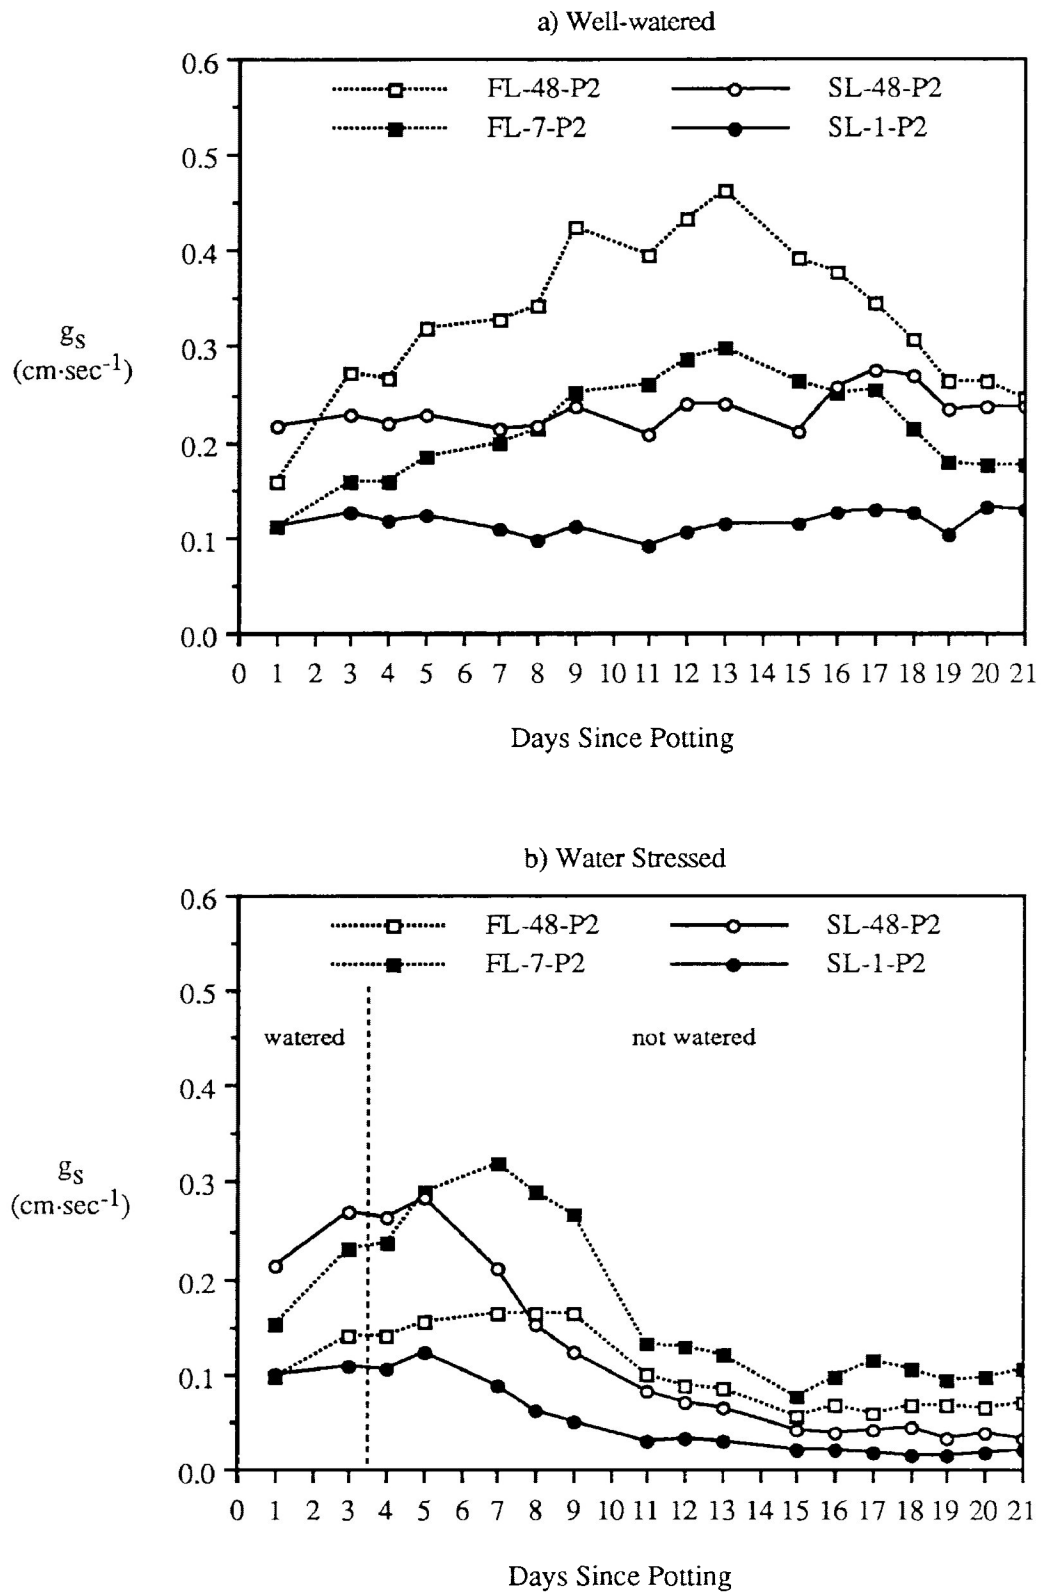 a) Well-watered
0.6
FL-48-P2 SL-48-P2
FL-7-P2 SL-1-P2
0.5
0.4
gs
(cm·sec-1)
0.3
0.2
0.1
0.0
0 1 2 3 4 5 6 7 8 9 10 11 12 13 14 15 16 17 18 19 20 21
Days Since Potting
b) Water Stressed
0.6
FL-48-P2 SL-48-P2
FL-7-P2 SL-1-P2
0.5
watered not watered
0.4
gs
(cm·sec-1)
0.3
0.2
0.1
0.0
0 1 2 3 4 5 6 7 8 9 10 11 12 13 14 15 16 17 18 19 20 21
Days Since Potting